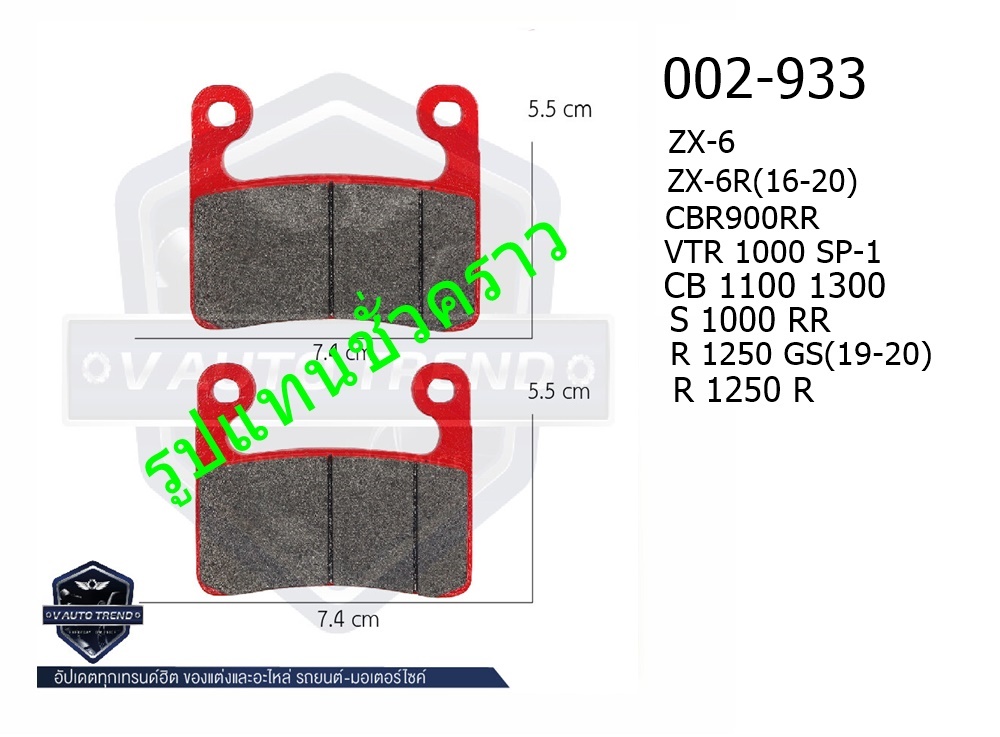 002-933
ZX-6
ZX-6R(16-20)
CBR900RR
VTR 1000 SP-1
CB 1100 1300
S 1000 RR
R 1250 GS(19-20)
R 1250 R
5.5 cm
7.4 cm
รูปแทนชั่วคราว
V AUTO TREND
5.5 cm
7.4 cm
V AUTO TREND
อัปเดตทุกเทรนด์ฮิต ของแต่งและอะไหล่ รถยนต์-มอเตอร์ไซค์